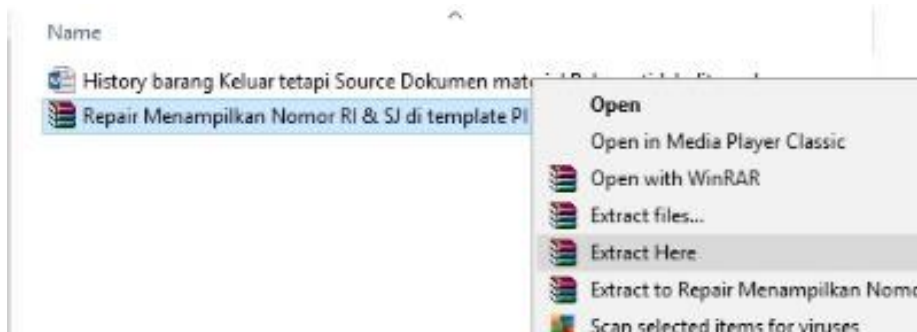 Name
History barang Keluar tetapi Source Dokumen
Repair Menampilkan Nomor RI & SJ di template PI
Open
Open in Media Player Classic
Open with WinRAR
Extract files...
Extract Here
Extract to Repair Menampilkan Nomo
Scan selected items for viruses